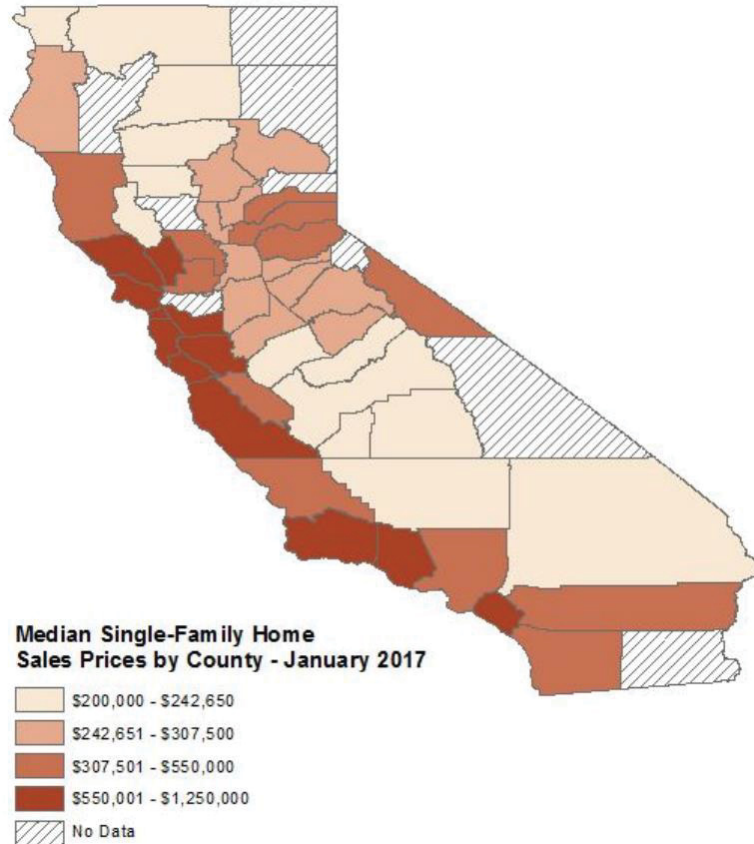 Median Single-Family Home
Sales Prices by County - January 2017
$200,000 - $242,650
$242,651 - $307,500
$307,501 - $550,000
$550,001 - $1,250,000
No Data